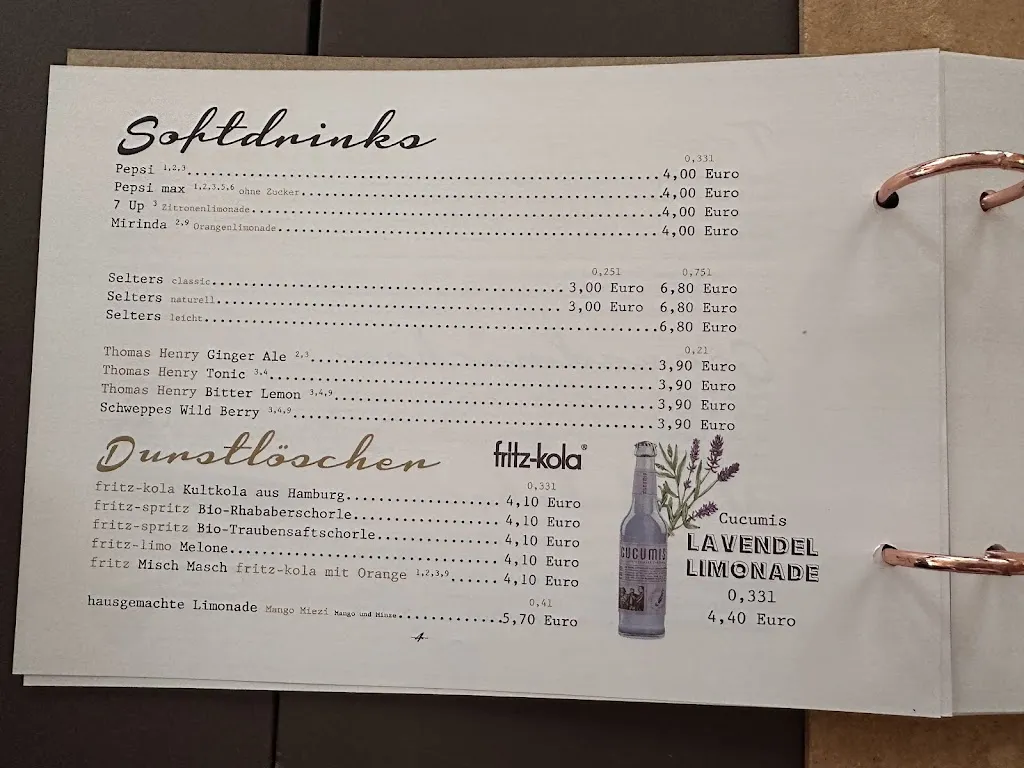 Softdrinks
0,33l
Pepsi 1,2,3 4,00 Euro
Pepsi max 1,2,3,5,6 ohne Zucker 4,00 Euro
7 Up 3 Zitronenlimonade 4,00 Euro
Mirinda 2,9 Orangenlimonade 4,00 Euro
0,25l 0,75l
Selters classic 3,00 Euro 6,80 Euro
Selters naturell 3,00 Euro 6,80 Euro
Selters leicht 6,80 Euro
0,2l
Thomas Henry Ginger Ale 2,3 3,90 Euro
Thomas Henry Tonic 3,4 3,90 Euro
Thomas Henry Bitter Lemon 3,4,9 3,90 Euro
Schweppes Wild Berry 3,4,9 3,90 Euro
Durstlöscher
fritz-kola®
0,33l
fritz-kola Kultkola aus Hamburg 4,10 Euro
fritz-spritz Bio-Rhababerschorle 4,10 Euro
fritz-spritz Bio-Traubensaftschorle 4,10 Euro
fritz-limo Melone 4,10 Euro
fritz Misch Masch fritz-kola mit Orange 1,2,3,9 4,10 Euro
0,4l
hausgemachte Limonade Mango Miezi Mango und Minze 5,70 Euro
CUCUMIS
Cucumis
LAVENDEL
LIMONADE
0,33l
4,40 Euro
4